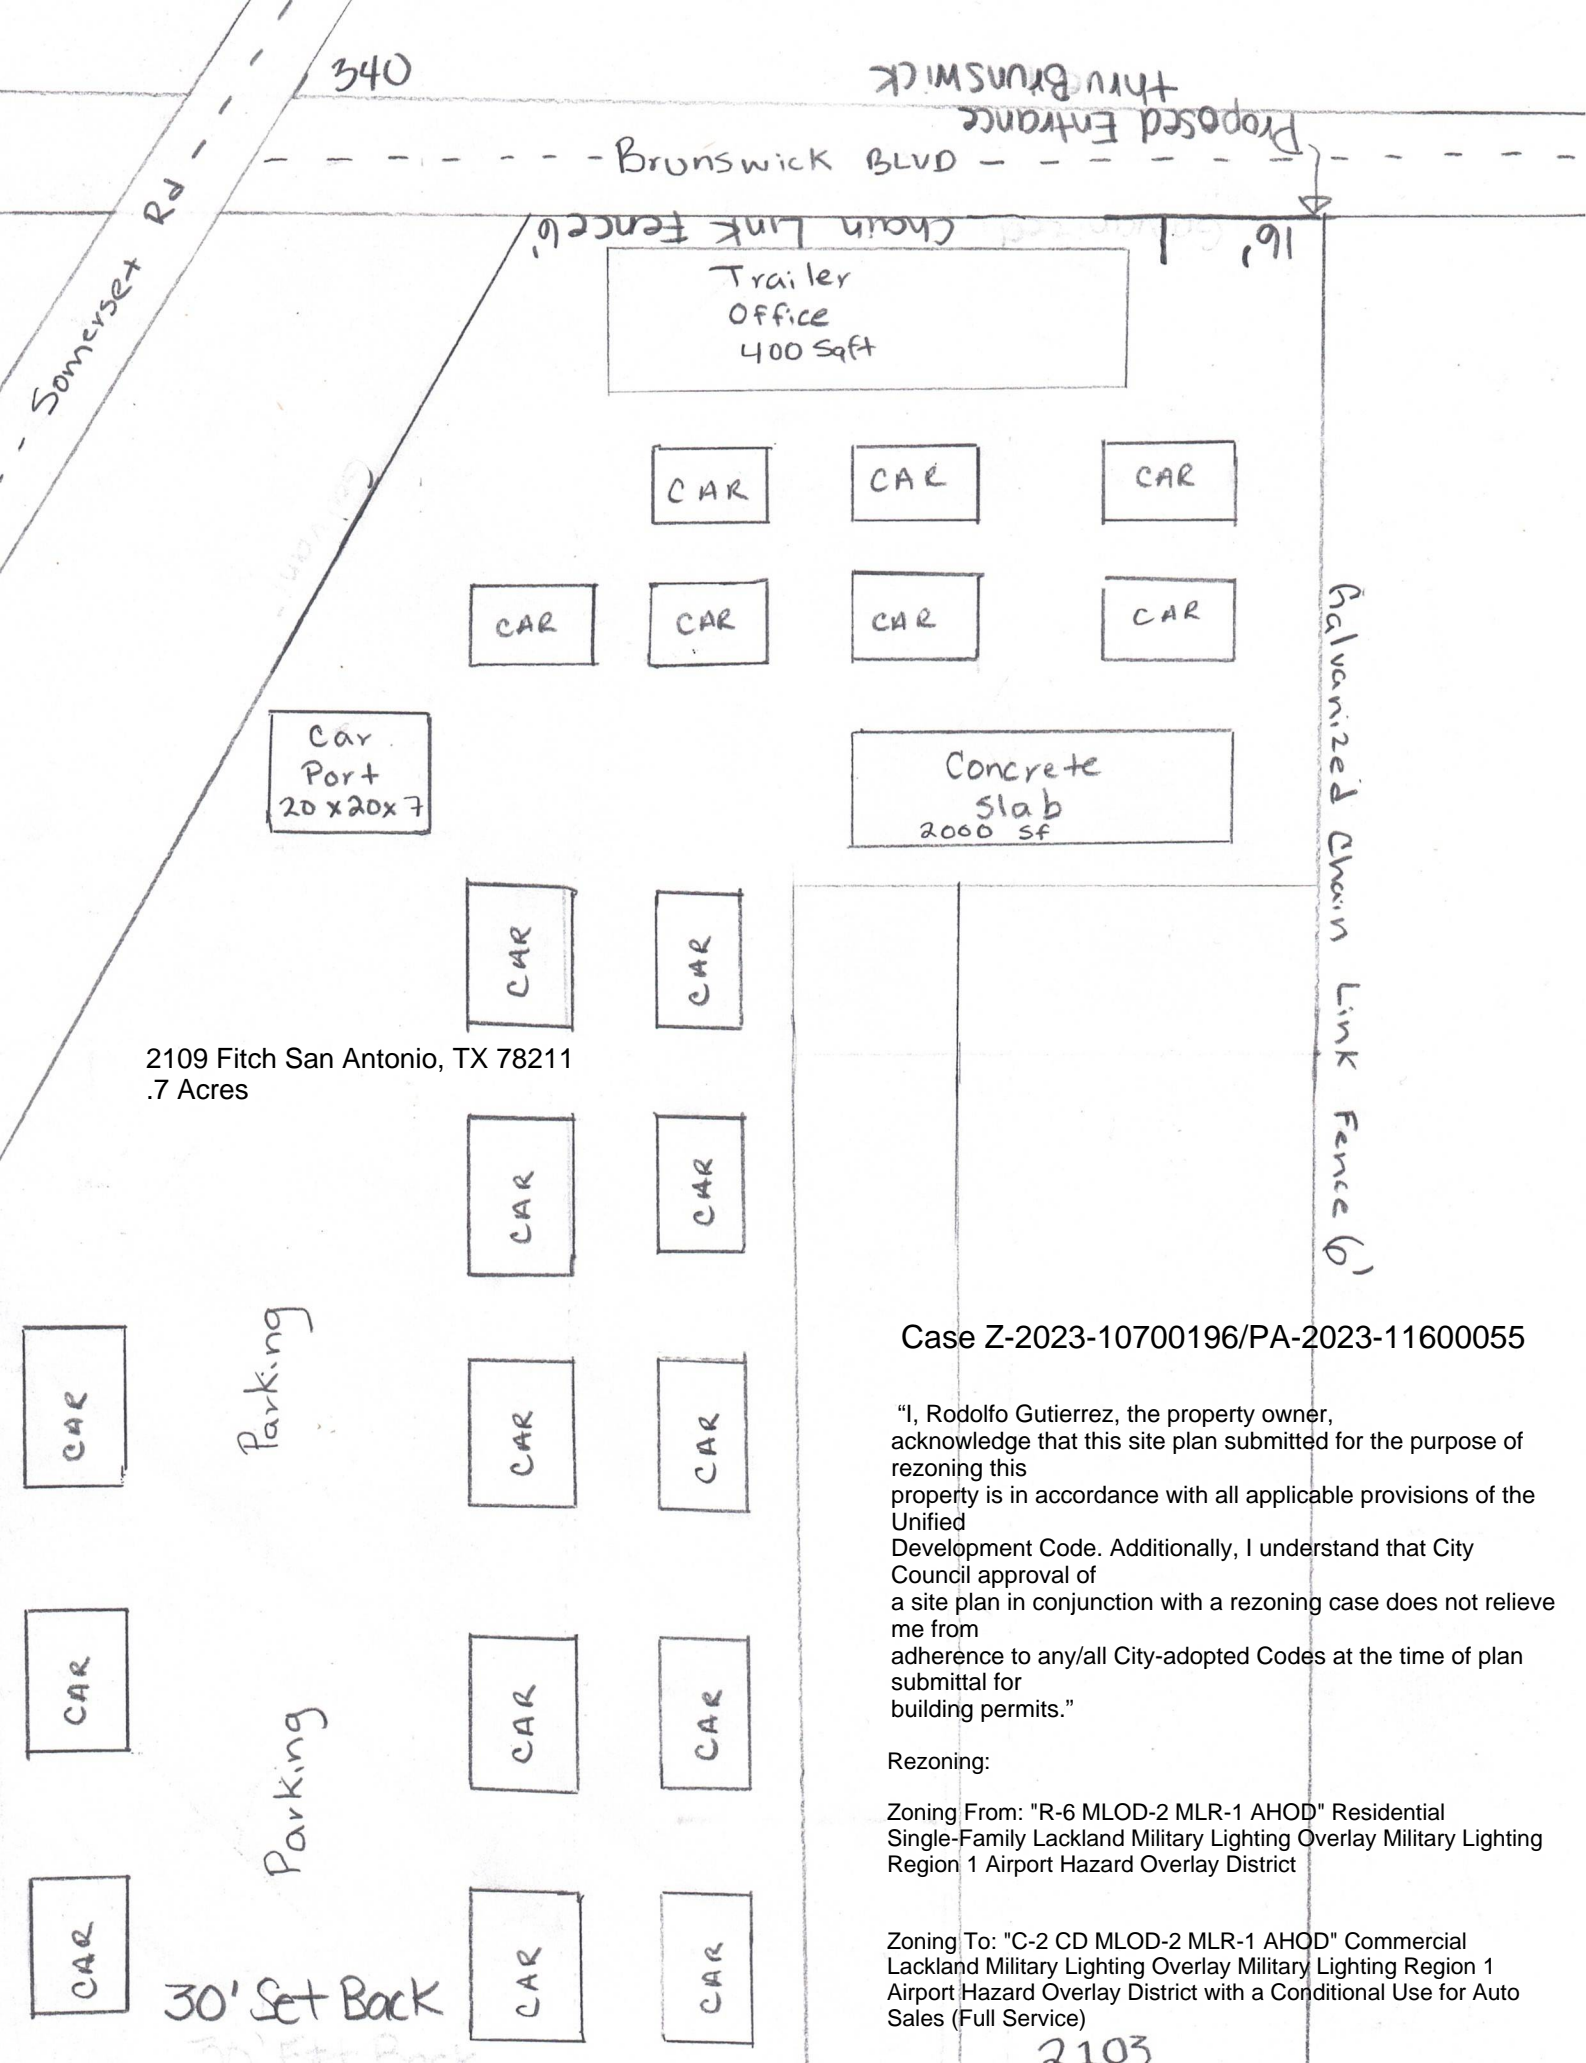 340
Proposed Entrance
thru Brunswick
Brunswick BLVD
Somerset Rd
Chain Link Fence 6'
16'
Trailer
Office
400 Sqft
CAR
CAR
CAR
CAR
CAR
CAR
CAR
Car
Port
20 x 20 x 7
Concrete
Slab
2000 sf
Galvanized Chain Link Fence 6'
CAR
CAR
2109 Fitch San Antonio, TX 78211
.7 Acres
CAR
CAR
Parking
CAR
CAR
CAR
Case Z-2023-10700196/PA-2023-11600055
“I, Rodolfo Gutierrez, the property owner,
acknowledge that this site plan submitted for the purpose of
rezoning this
property is in accordance with all applicable provisions of the
Unified
Development Code. Additionally, I understand that City
Council approval of
a site plan in conjunction with a rezoning case does not relieve
me from
adherence to any/all City-adopted Codes at the time of plan
submittal for
building permits.”
CAR
CAR
CAR
Parking
Rezoning:
Zoning From: "R-6 MLOD-2 MLR-1 AHOD" Residential
Single-Family Lackland Military Lighting Overlay Military Lighting
Region 1 Airport Hazard Overlay District
Zoning To: "C-2 CD MLOD-2 MLR-1 AHOD" Commercial
Lackland Military Lighting Overlay Military Lighting Region 1
Airport Hazard Overlay District with a Conditional Use for Auto
Sales (Full Service)
CAR
30' Set Back
CAR
CAR
2103